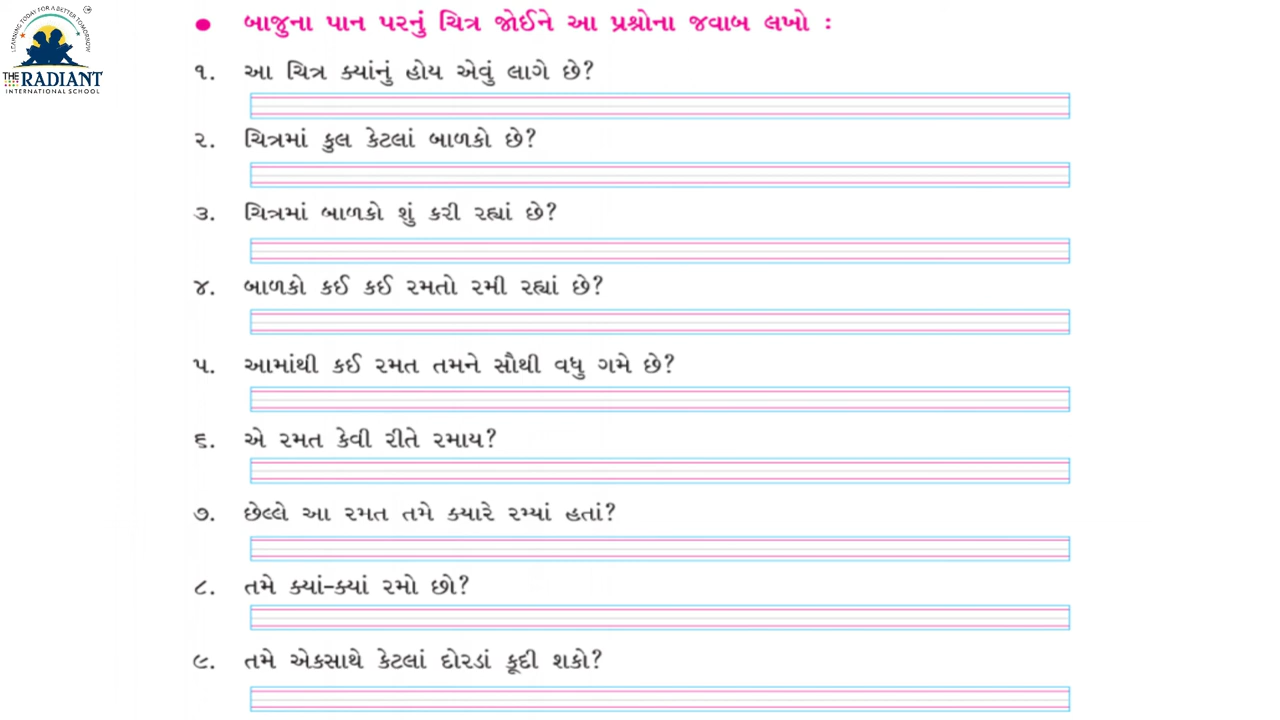 LEARNING TODAY FOR A BETTER TOMORROW
THE RADIANT
INTERNATIONAL SCHOOL
● બાજુના પાન પરનું ચિત્ર જોઈને આ પ્રશ્નોના જવાબ લખો :
૧. આ ચિત્ર ક્યાંનું હોય એવું લાગે છે?
૨. ચિત્રમાં કુલ કેટલાં બાળકો છે?
૩. ચિત્રમાં બાળકો શું કરી રહ્યાં છે?
૪. બાળકો કઈ કઈ રમતો રમી રહ્યાં છે?
૫. આમાંથી કઈ રમત તમને સૌથી વધુ ગમે છે?
૬. એ રમત કેવી રીતે રમાય?
૭. છેલ્લે આ રમત તમે ક્યારે રમ્યાં હતાં?
૮. તમે ક્યાં-ક્યાં રમો છો?
૯. તમે એકસાથે કેટલાં દોરડાં કૂદી શકો?